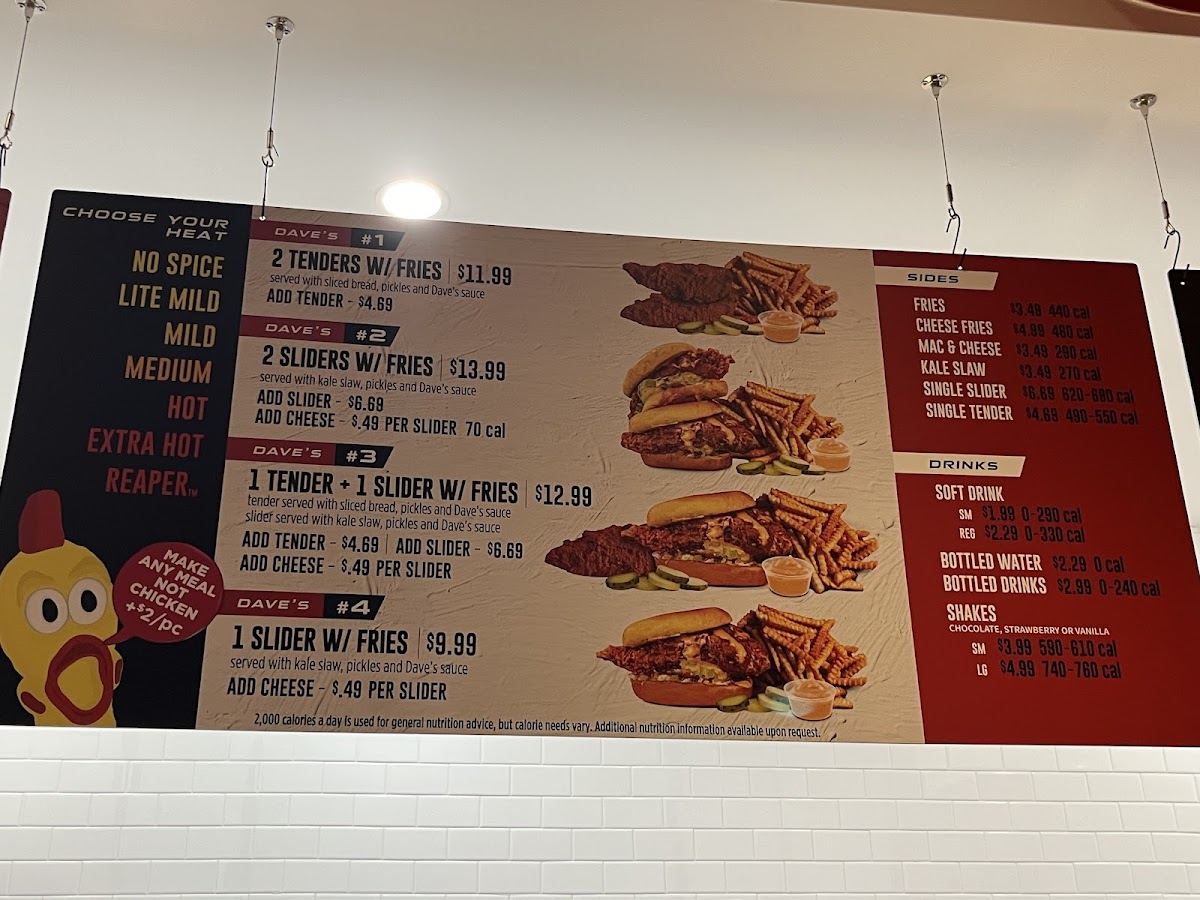 CHOOSE YOUR
HEAT
NO SPICE
LITE MILD
MILD
MEDIUM
HOT
EXTRA HOT
REAPER™
MAKE
ANY MEAL
NOT
CHICKEN
+$2/PC
DAVE'S #1
2 TENDERS W/ FRIES $11.99
served with sliced bread, pickles and Dave's sauce
ADD TENDER - $4.69
DAVE'S #2
2 SLIDERS W/ FRIES $13.99
served with kale slaw, pickles and Dave's sauce
ADD SLIDER - $6.69
ADD CHEESE - $.49 PER SLIDER 70 cal
DAVE'S #3
1 TENDER + 1 SLIDER W/ FRIES $12.99
tender served with sliced bread, pickles and Dave's sauce
slider served with kale slaw, pickles and Dave's sauce
ADD TENDER - $4.69 ADD SLIDER - $6.69
ADD CHEESE - $.49 PER SLIDER
DAVE'S #4
1 SLIDER W/ FRIES $9.99
served with kale slaw, pickles and Dave's sauce
ADD CHEESE - $.49 PER SLIDER
2,000 calories a day is used for general nutrition advice, but calorie needs vary. Additional nutrition information available upon request.
SIDES
FRIES $3.49 440 cal
CHEESE FRIES $4.99 480 cal
MAC & CHEESE $3.49 290 cal
KALE SLAW $3.49 270 cal
SINGLE SLIDER $6.69 620-680 cal
SINGLE TENDER $4.69 490-550 cal
DRINKS
SOFT DRINK
SM $1.99 0-290 cal
REG $2.29 0-330 cal
BOTTLED WATER $2.29 0 cal
BOTTLED DRINKS $2.99 0-240 cal
SHAKES
CHOCOLATE, STRAWBERRY OR VANILLA
SM $3.99 590-610 cal
LG $4.99 740-760 cal